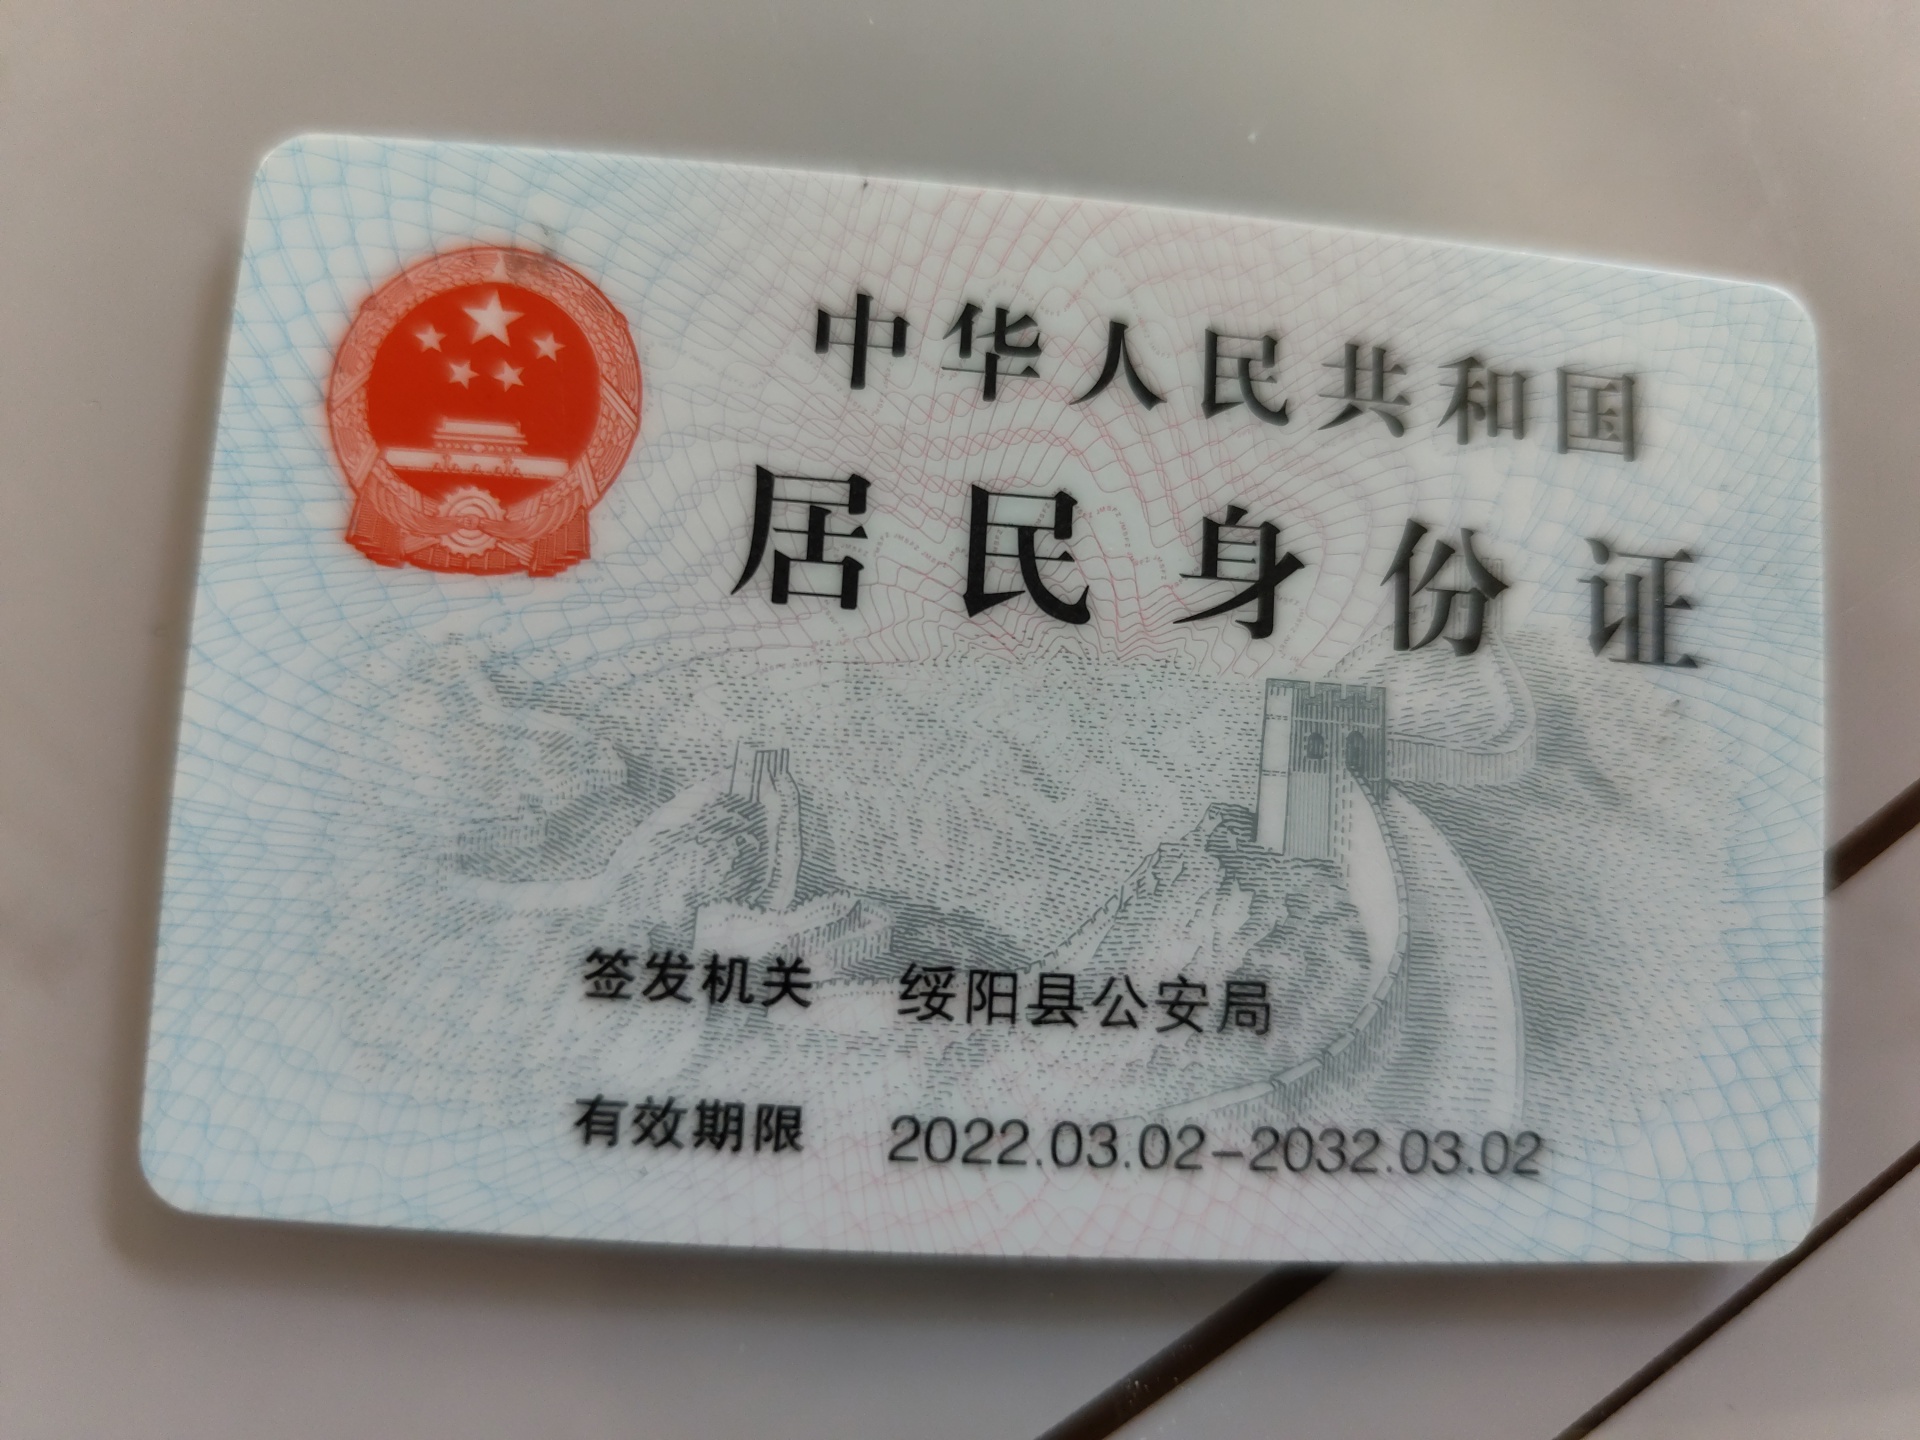 中华人民共和国
居民身份证
签发机关 绥阳县公安局
有效期限 2022.03.02-2032.03.02